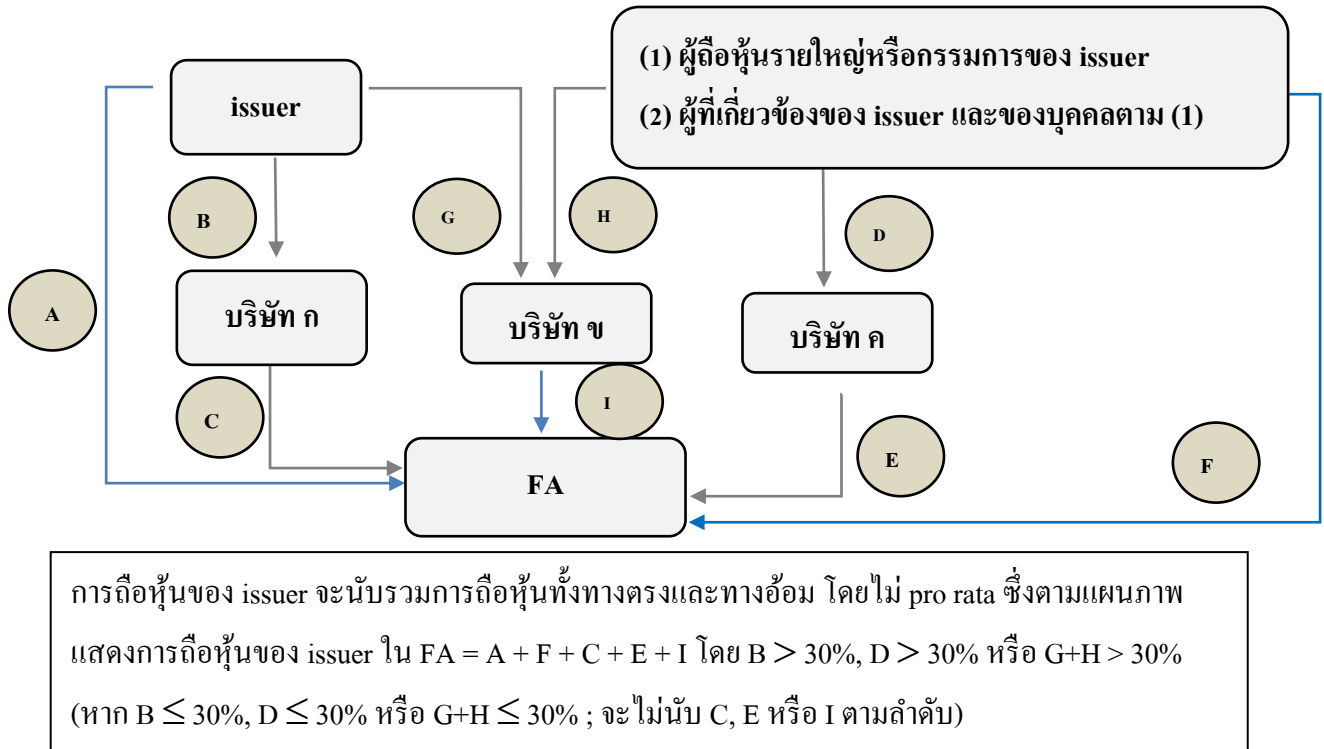 (1) ผู้ถือหุ้นรายใหญ่หรือกรรมการของ issuer
(2) ผู้ที่เกี่ยวข้องของ issuer และของบุคคลตาม (1)
issuer
B
G
H
D
A
บริษัท ก
บริษัท ข
บริษัท ค
C
I
E
F
FA
การถือหุ้นของ issuer จะนับรวมการถือหุ้นทั้งทางตรงและทางอ้อม โดยไม่ pro rata ซึ่งตามแผนภาพ
แสดงการถือหุ้นของ issuer ใน FA = A + F + C + E + I โดย B > 30%, D > 30% หรือ G+H > 30%
(หาก B ≤ 30%, D ≤ 30% หรือ G+H ≤ 30% ; จะไม่นับ C, E หรือ I ตามลำดับ)